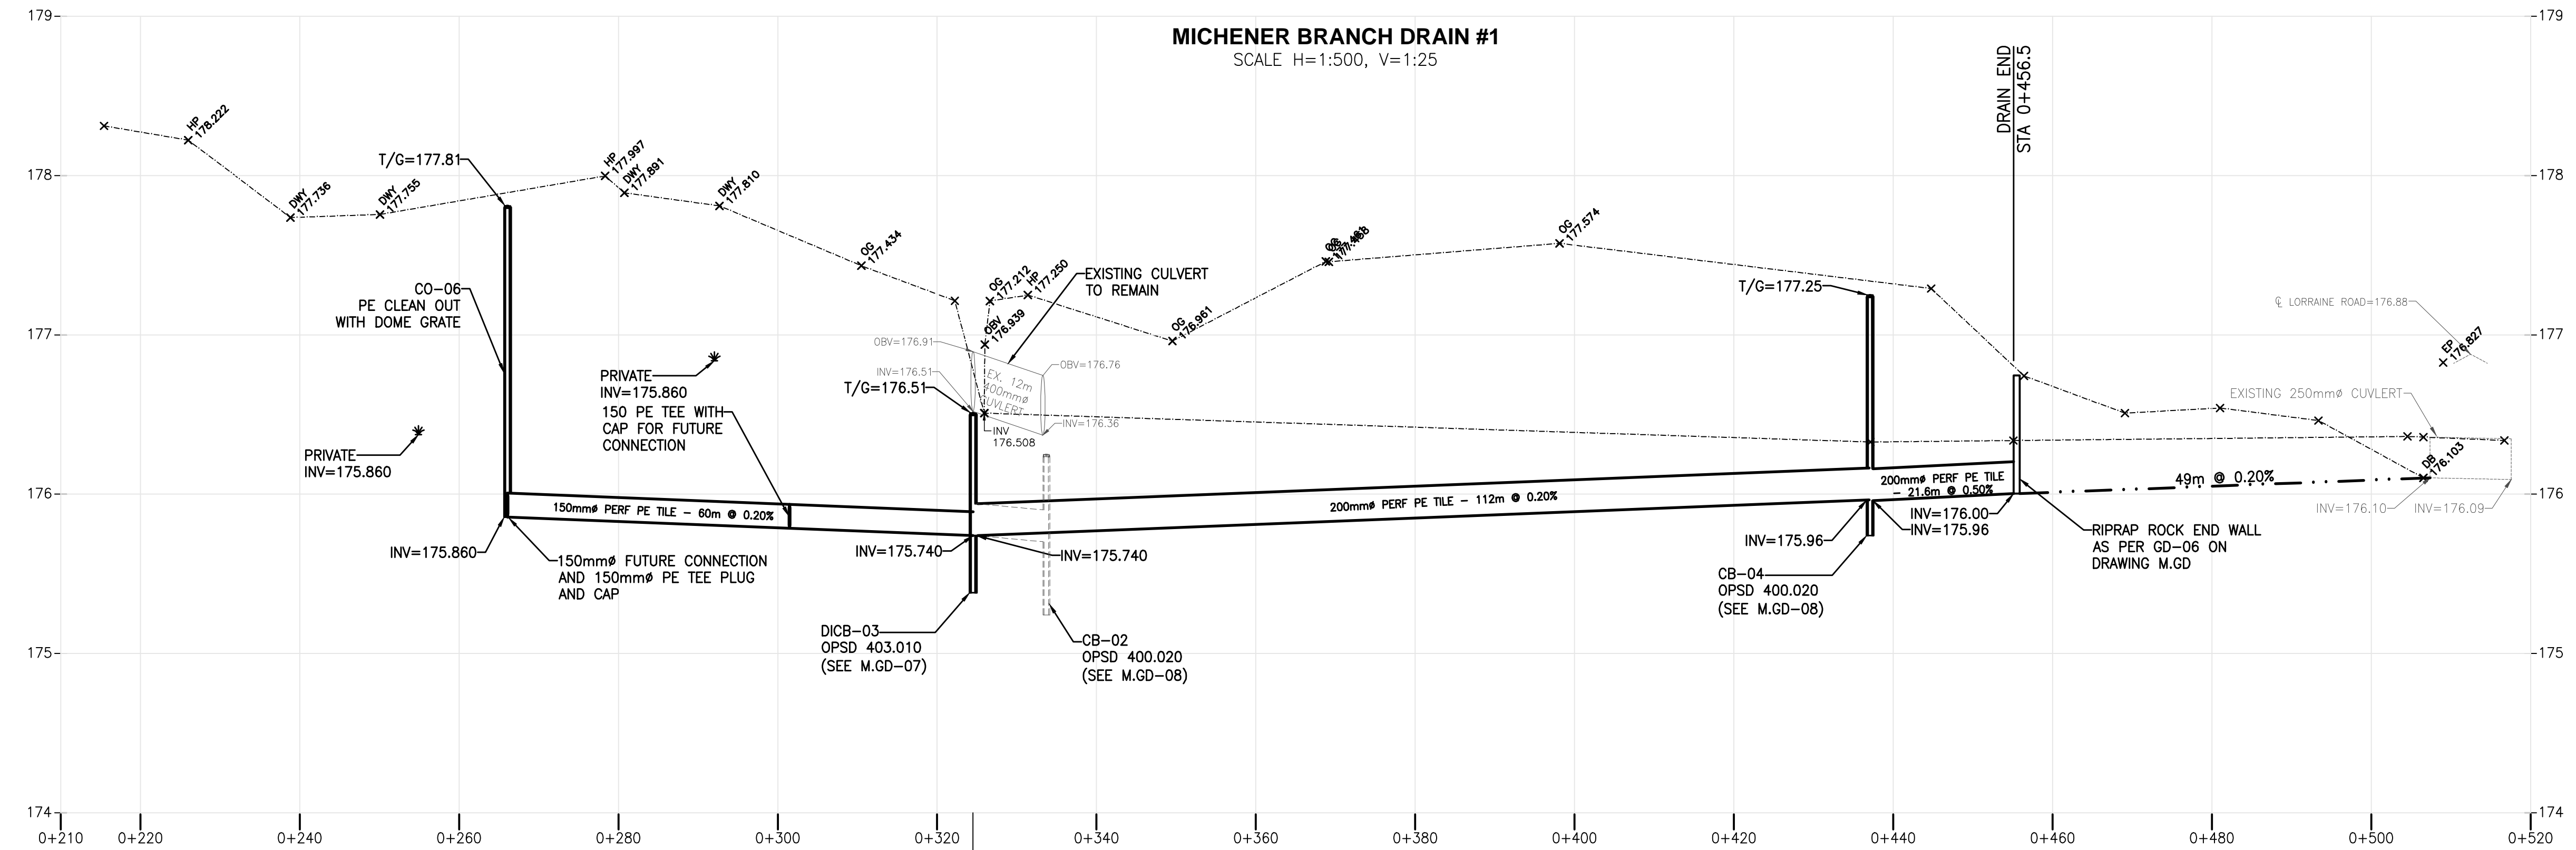 MICHENER BRANCH DRAIN #1
SCALE H=1:500, V=1:25
179
179
178
178
177
177
176
176
175
175
174
174
HP
178.222
DWY
177.736
DWY
177.755
T/G=177.81
HP
177.997
DWY
177.891
DWY
177.810
OG
177.434
OG
177.212
HP
177.250
OBV
176.939
EXISTING CULVERT
TO REMAIN
OG
176.961
OG
OG
177.574
T/G=177.25
DRAIN END
STA 0+456.5
℄ LORRAINE ROAD=176.88
EP
176.827
CO-06
PE CLEAN OUT
WITH DOME GRATE
PRIVATE
INV=175.860
PRIVATE
INV=175.860
150 PE TEE WITH
CAP FOR FUTURE
CONNECTION
OBV=176.91
INV=176.51
T/G=176.51
EX. 12m
400mmø
CUVLERT
OBV=176.76
INV=176.36
INV
176.508
EXISTING 250mmø CUVLERT
DB
176.103
49m @ 0.20%
INV=176.10
INV=176.09
150mmø PERF PE TILE - 60m @ 0.20%
200mmø PERF PE TILE - 112m @ 0.20%
200mmø PERF PE TILE
- 21.6m @ 0.50%
INV=175.860
150mmø FUTURE CONNECTION
AND 150mmø PE TEE PLUG
AND CAP
INV=175.740
INV=175.740
INV=175.96
INV=176.00
INV=175.96
RIPRAP ROCK END WALL
AS PER GD-06 ON
DRAWING M.GD
DICB-03
OPSD 403.010
(SEE M.GD-07)
CB-02
OPSD 400.020
(SEE M.GD-08)
CB-04
OPSD 400.020
(SEE M.GD-08)
0+210
0+220
0+240
0+260
0+280
0+300
0+320
0+340
0+360
0+380
0+400
0+420
0+440
0+460
0+480
0+500
0+520